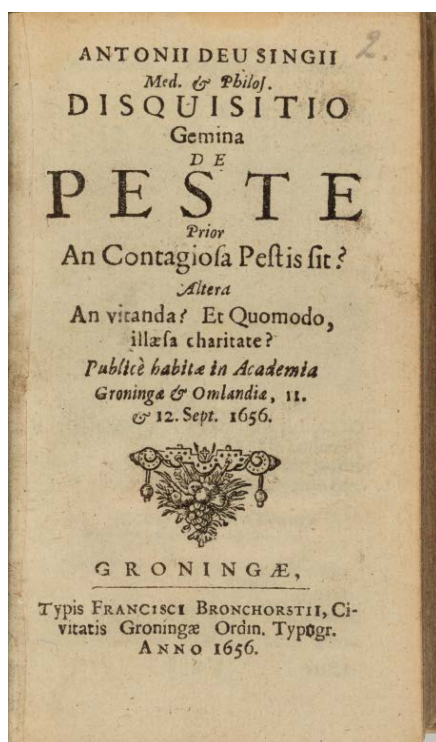 ANTONII DEUSINGII
2.
Med. & Philoſ.
DISQUISITIO
Gemina
DE
PESTE
Prior
An Contagioſa Peſtis ſit?
Altera
An vitanda? Et Quomodo,
illæſa charitate?
Publicè habitæ in Academia
Groningæ & Omlandiæ, 11.
& 12. Sept. 1656.
GRONINGÆ,
Typis FRANCISCI BRONCHORSTII, Ci-
vitatis Groningæ Ordin. Typogr.
ANNO 1656.